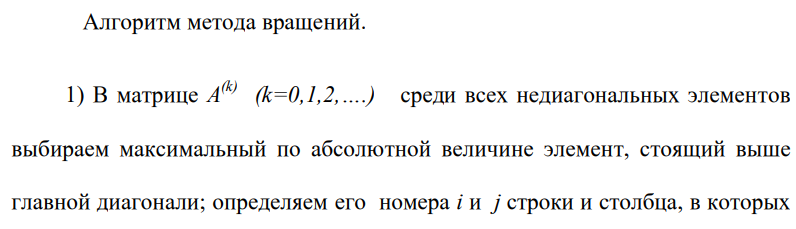 Алгоритм метода вращений.
1) В матрице A^(k) (k=0,1,2,….) среди всех недиагональных элементов
выбираем максимальный по абсолютной величине элемент, стоящий выше
главной диагонали; определяем его номера i и j строки и столбца, в которых